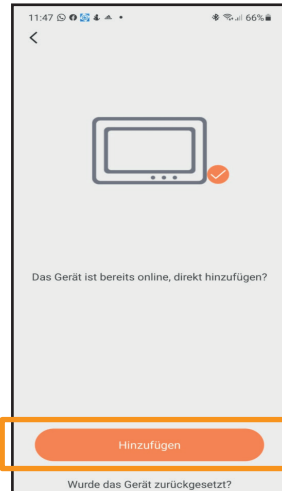 11:47
66%
Das Gerät ist bereits online, direkt hinzufügen?
Hinzufügen
Wurde das Gerät zurückgesetzt?